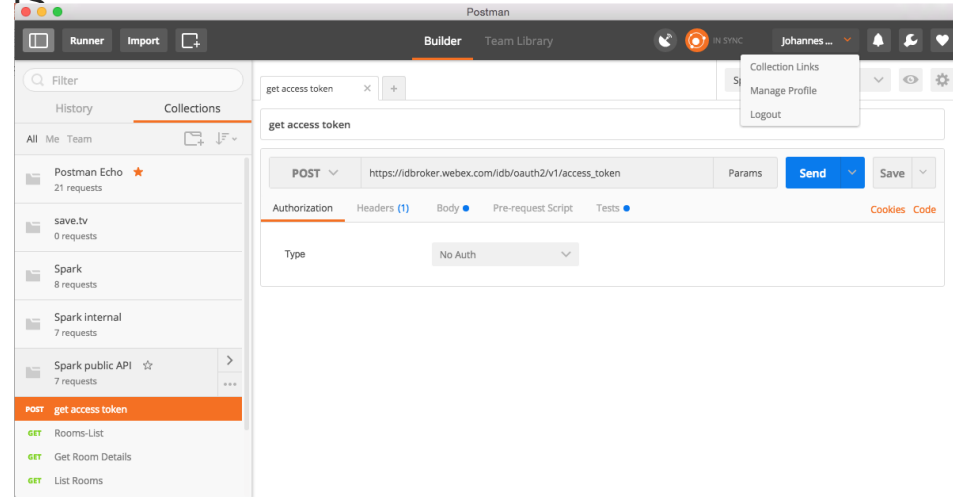 Postman
Runner Import Builder Team Library IN SYNC Johannes ...
Collection Links
Manage Profile
Logout
Filter
History Collections
All Me Team
Postman Echo
21 requests
save.tv
0 requests
Spark
8 requests
Spark internal
7 requests
Spark public API
7 requests
POST get access token
GET Rooms-List
GET Get Room Details
GET List Rooms
get access token
get access token
POST https://idbroker.webex.com/idb/oauth2/v1/access_token Params Send Save
Authorization Headers (1) Body Pre-request Script Tests Cookies Code
Type No Auth